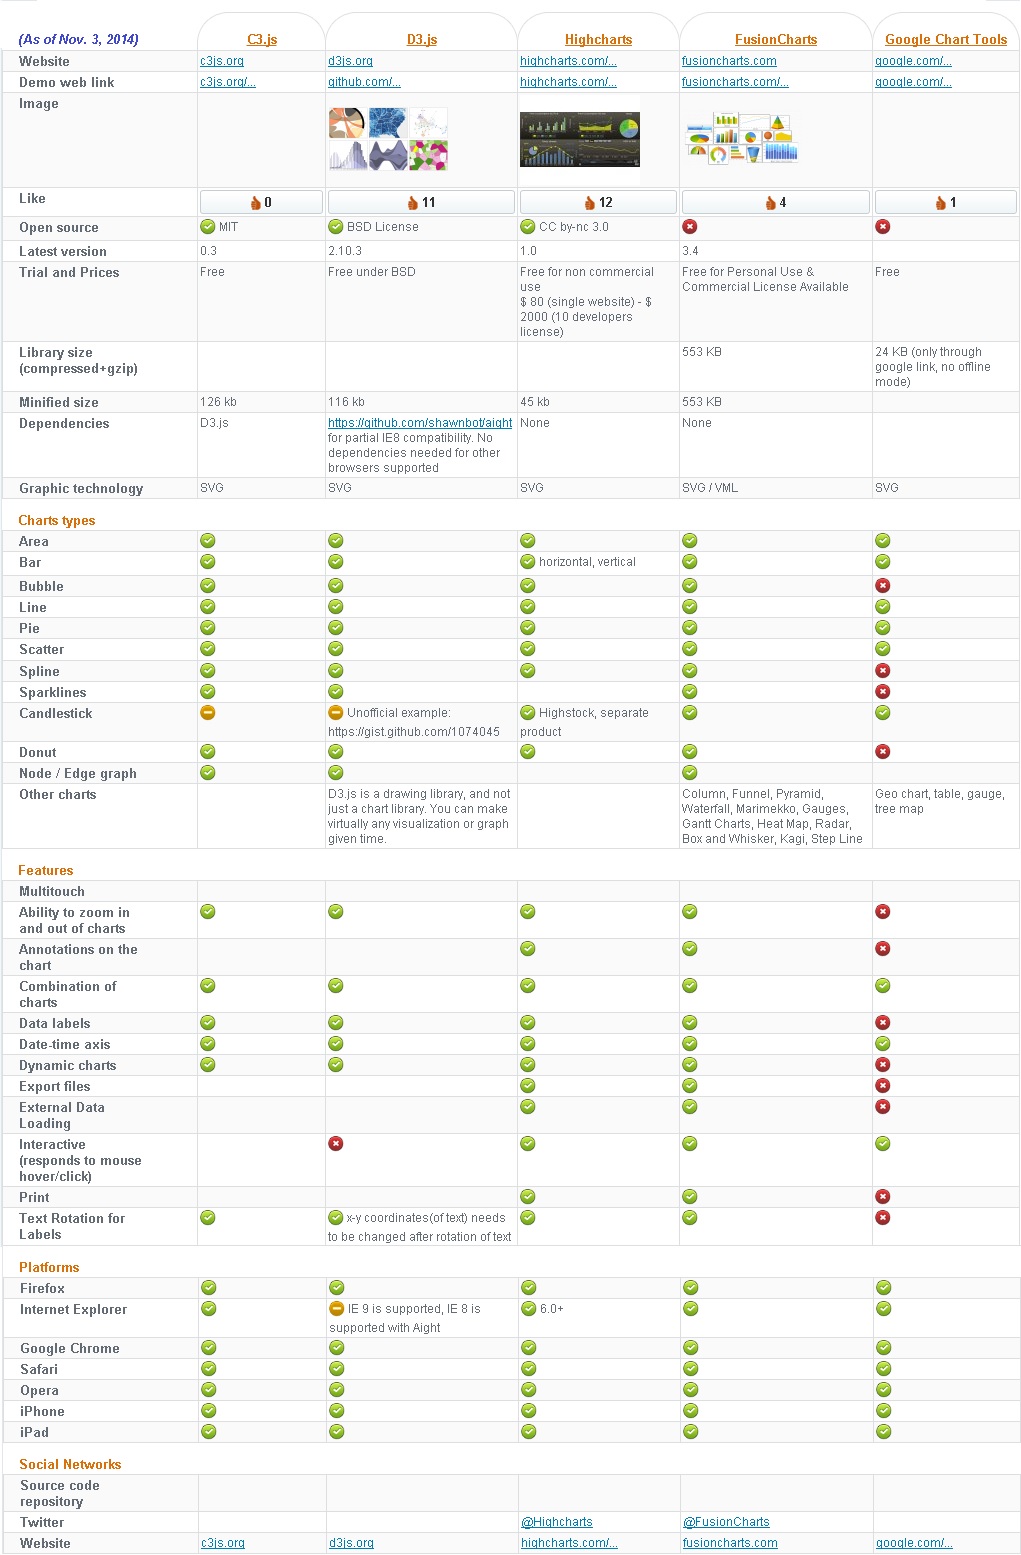 (As of Nov. 3, 2014) C3.js D3.js Highcharts FusionCharts Google Chart Tools
Website c3js.org d3js.org highcharts.com/... fusioncharts.com google.com/...
Demo web link c3js.org/... github.com/... highcharts.com/... fusioncharts.com/... google.com/...
Image
Like 0 11 12 4 1
Open source MIT BSD License CC by-nc 3.0
Latest version 0.3 2.10.3 1.0 3.4
Trial and Prices Free Free under BSD Free for non commercial Free for Personal Use & Free
use Commercial License Available
$ 80 (single website) - $
2000 (10 developers
license)
Library size 553 KB 24 KB (only through
(compressed+gzip) google link, no offline
mode)
Minified size 126 kb 116 kb 45 kb 553 KB
Dependencies D3.js https://github.com/shawnbot/aight None None
for partial IE8 compatibility. No
dependencies needed for other
browsers supported
Graphic technology SVG SVG SVG SVG / VML SVG
Charts types
Area
Bar horizontal, vertical
Bubble
Line
Pie
Scatter
Spline
Sparklines
Candlestick Unofficial example: Highstock, separate
https://gist.github.com/1074045 product
Donut
Node / Edge graph
Other charts D3.js is a drawing library, and not Column, Funnel, Pyramid, Geo chart, table, gauge,
just a chart library. You can make Waterfall, Marimekko, Gauges, tree map
virtually any visualization or graph Gantt Charts, Heat Map, Radar,
given time. Box and Whisker, Kagi, Step Line
Features
Multitouch
Ability to zoom in
and out of charts
Annotations on the
chart
Combination of
charts
Data labels
Date-time axis
Dynamic charts
Export files
External Data
Loading
Interactive
(responds to mouse
hover/click)
Print
Text Rotation for x-y coordinates(of text) needs
Labels to be changed after rotation of text
Platforms
Firefox
Internet Explorer IE 9 is supported, IE 8 is 6.0+
supported with Aight
Google Chrome
Safari
Opera
iPhone
iPad
Social Networks
Source code
repository
Twitter @Highcharts @FusionCharts
Website c3js.org d3js.org highcharts.com/... fusioncharts.com google.com/...